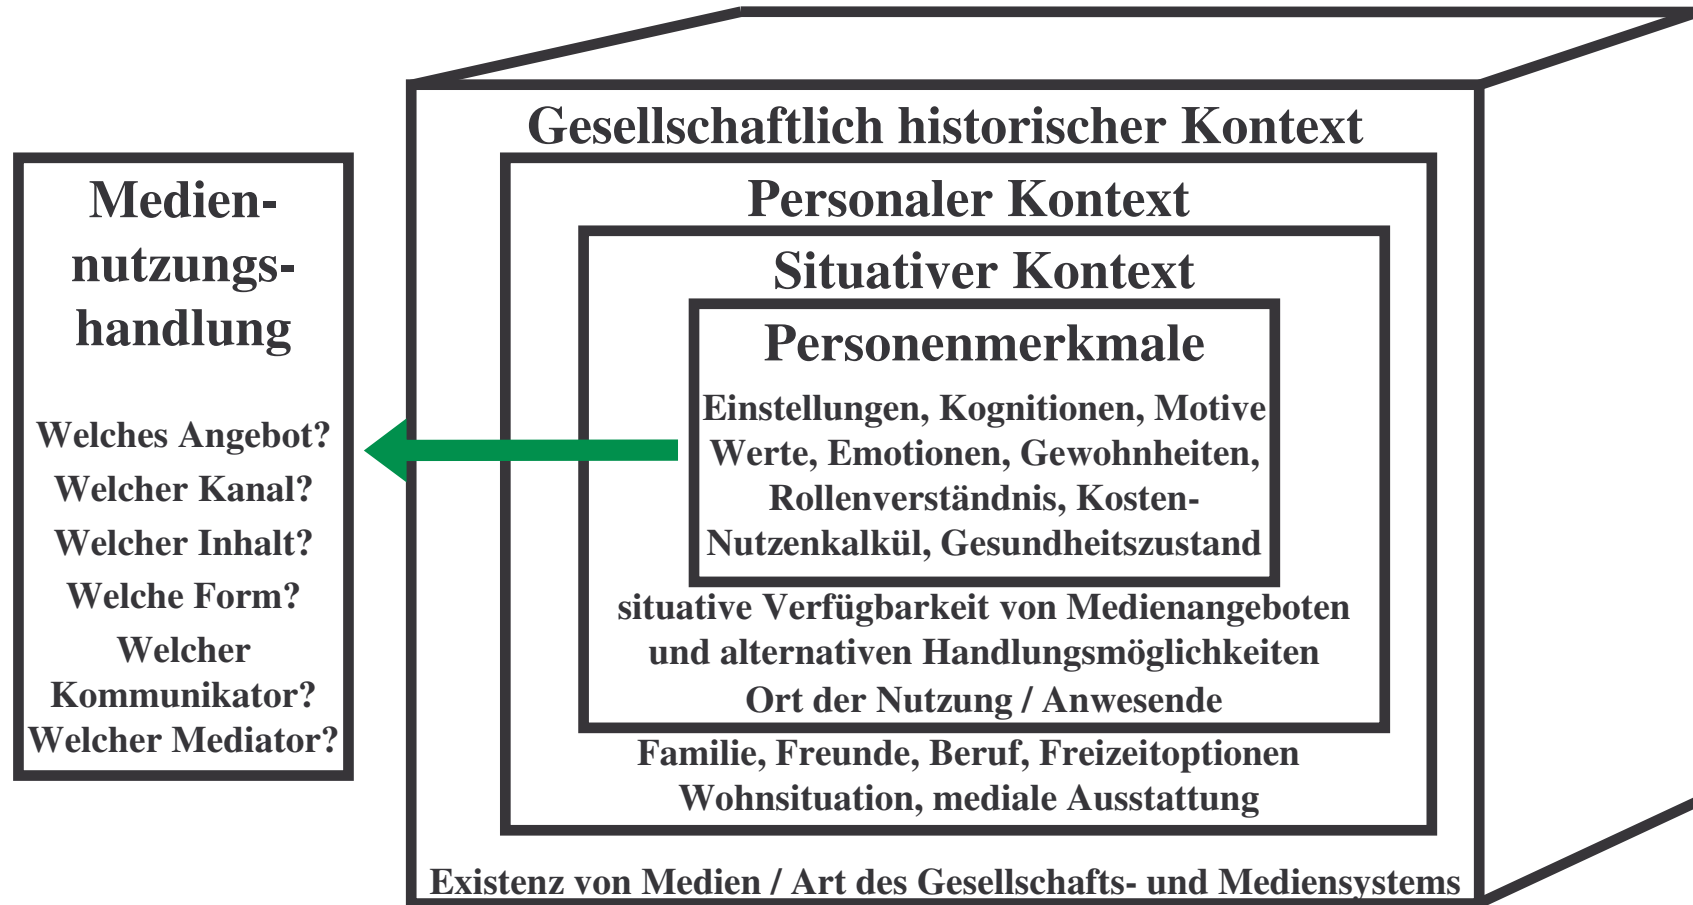 Medien-
nutzungs-
handlung
Welches Angebot?
Welcher Kanal?
Welcher Inhalt?
Welche Form?
Welcher
Kommunikator?
Welcher Mediator?
Gesellschaftlich historischer Kontext
Personaler Kontext
Situativer Kontext
Personenmerkmale
Einstellungen, Kognitionen, Motive
Werte, Emotionen, Gewohnheiten,
Rollenverständnis, Kosten-
Nutzenkalkül, Gesundheitszustand
situative Verfügbarkeit von Medienangeboten
und alternativen Handlungsmöglichkeiten
Ort der Nutzung / Anwesende
Familie, Freunde, Beruf, Freizeitoptionen
Wohnsituation, mediale Ausstattung
Existenz von Medien / Art des Gesellschafts- und Mediensystems